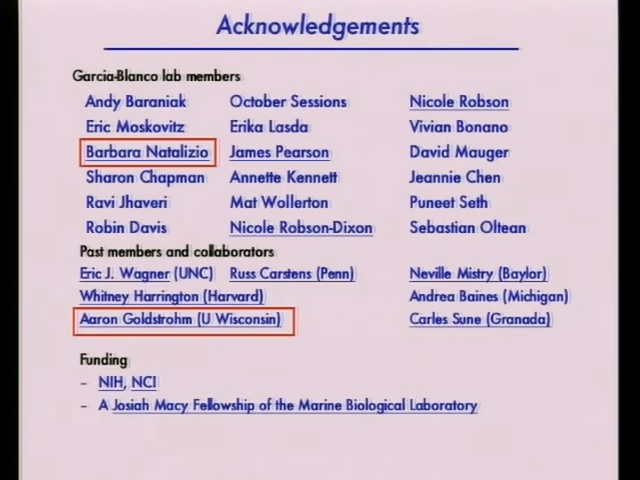 Acknowledgements
Garcia-Blanco lab members
Andy Baraniak October Sessions Nicole Robson
Eric Moskovitz Erika Lasda Vivian Bonano
Barbara Natalizio James Pearson David Mauger
Sharon Chapman Annette Kennett Jeannie Chen
Ravi Jhaveri Mat Wollerton Puneet Seth
Robin Davis Nicole Robson-Dixon Sebastian Oltean
Past members and collaborators
Eric J. Wagner (UNC) Russ Carstens (Penn) Neville Mistry (Baylor)
Whitney Harrington (Harvard) Andrea Baines (Michigan)
Aaron Goldstrohm (U Wisconsin) Carles Sune (Granada)
Funding
– NIH, NCI
– A Josiah Macy Fellowship of the Marine Biological Laboratory